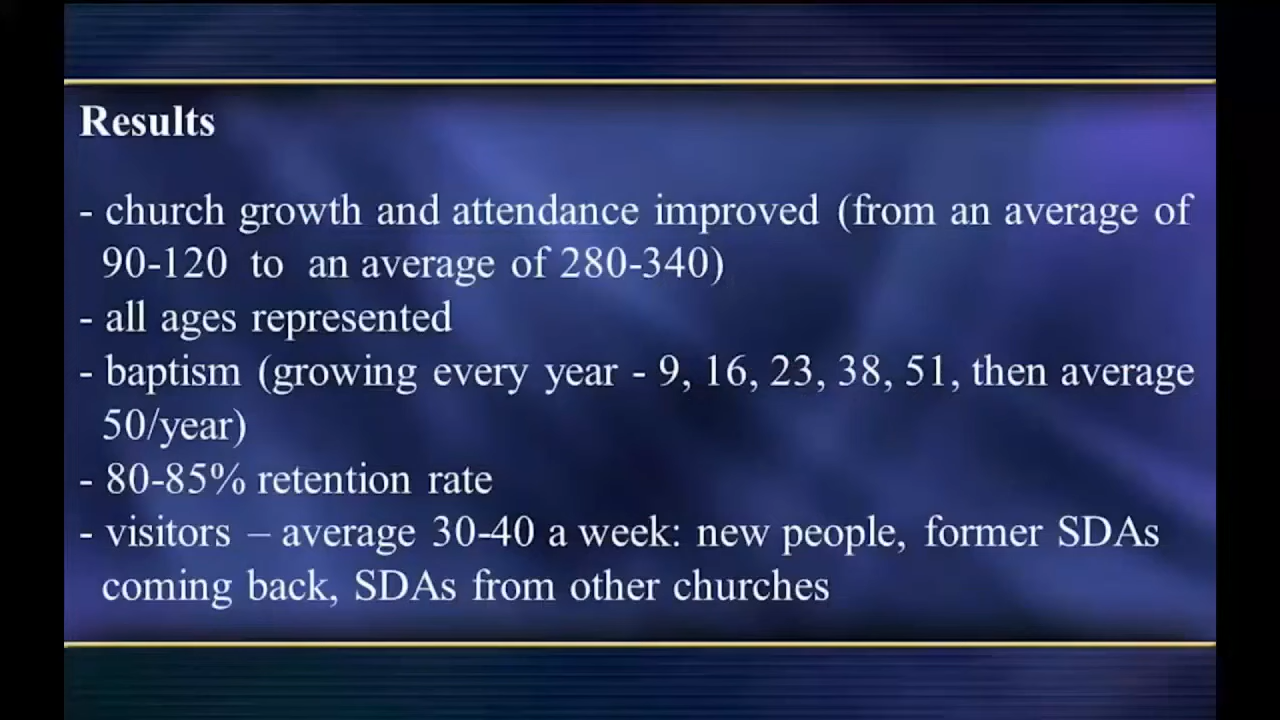 Results
- church growth and attendance improved (from an average of
90-120 to an average of 280-340)
- all ages represented
- baptism (growing every year - 9, 16, 23, 38, 51, then average
50/year)
- 80-85% retention rate
- visitors – average 30-40 a week: new people, former SDAs
coming back, SDAs from other churches